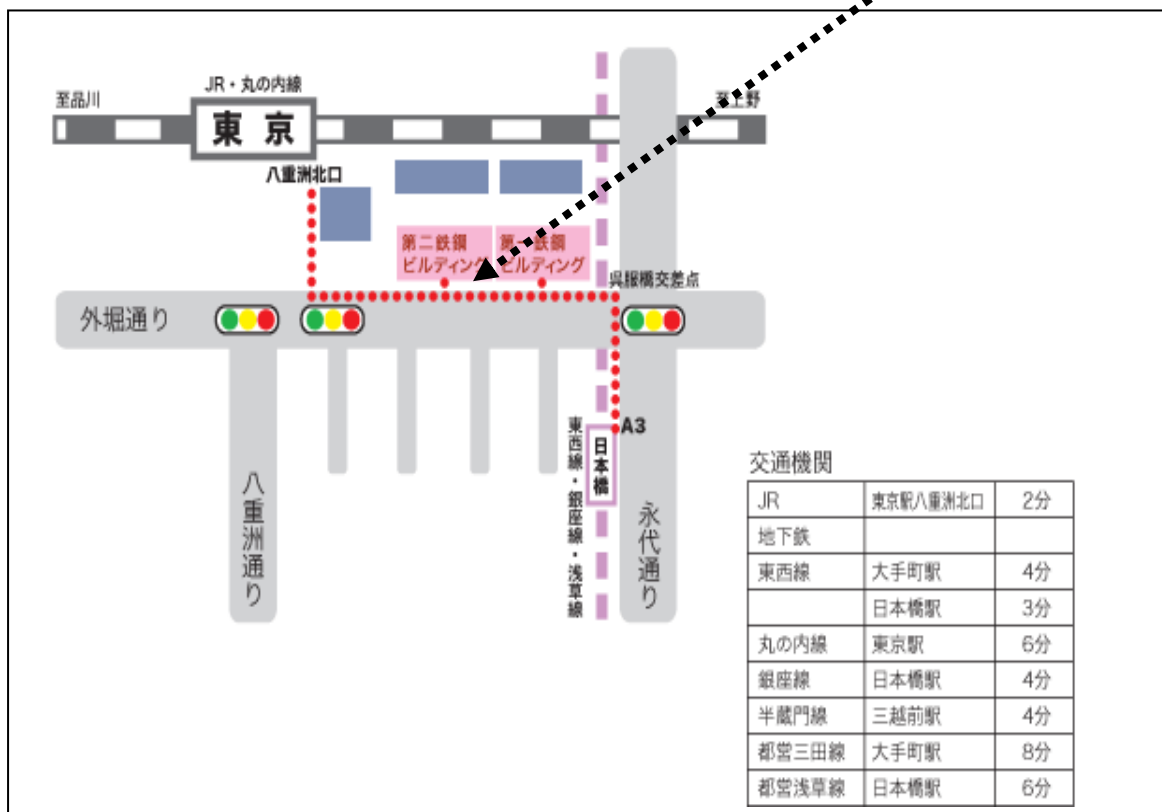 JR・丸の内線
至品川
東京
至上野
八重洲北口
第二鉄鋼
ビルディング
第一鉄鋼
ビルディング
呉服橋交差点
外堀通り
A3
日本橋
東西線・銀座線・浅草線
八重洲通り
永代通り
交通機関
JR 東京駅八重洲北口 2分
地下鉄
東西線 大手町駅 4分
日本橋駅 3分
丸の内線 東京駅 6分
銀座線 日本橋駅 4分
半蔵門線 三越前駅 4分
都営三田線 大手町駅 8分
都営浅草線 日本橋駅 6分